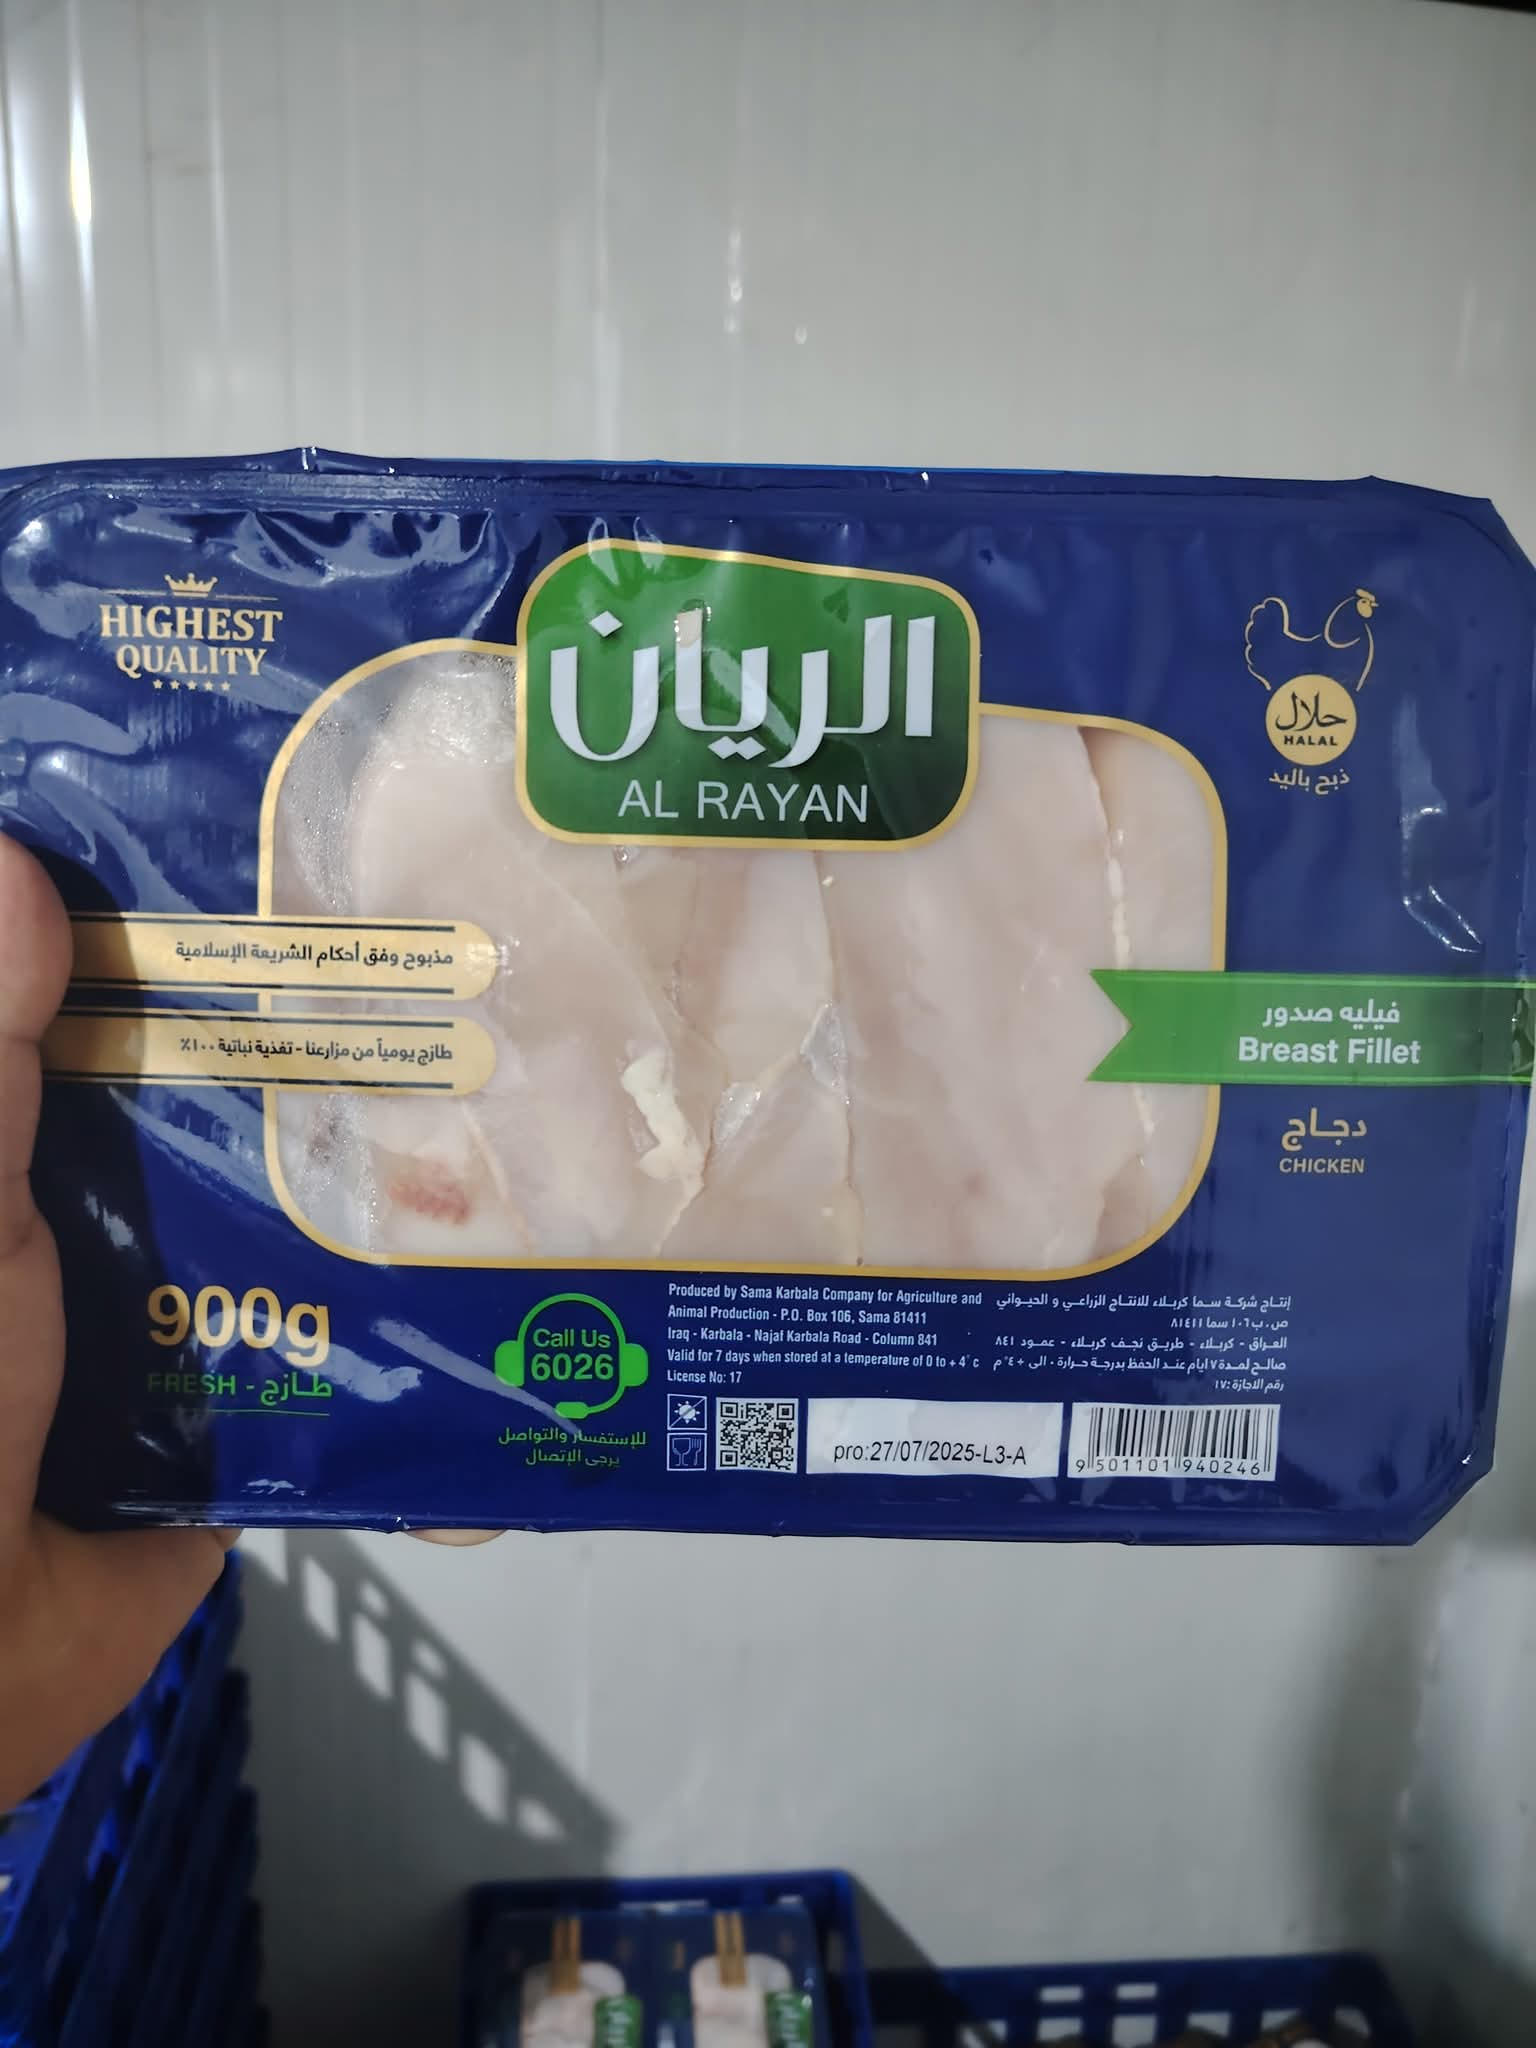 HIGHEST
QUALITY
الريان
AL RAYAN
حلال
HALAL
ذبح باليد
مذبوح وفق أحكام الشريعة الإسلامية
طازج يومياً من مزارعنا - تغذية نباتية ١٠٠٪
فيليه صدور
Breast Fillet
دجاج
CHICKEN
900g
FRESH - طازج
Call Us
6026
للإستفسار والتواصل
يرجى الإتصال
Produced by Sama Karbala Company for Agriculture and
Animal Production - P.O. Box 106, Sama 81411
Iraq - Karbala - Najaf Karbala Road - Column 841
Valid for 7 days when stored at a temperature of 0 to + 4° c
License No: 17
إنتاج شركة سما كربلاء للانتاج الزراعي و الحيواني
ص.ب ١٠٦ سما ٨١٤١١
العراق - كربلاء - طريق نجف كربلاء - عمود ٨٤١
صالح لمدة ٧ ايام عند الحفظ بدرجة حرارة ٠ الى + ٤° م
رقم الاجازة: ١٧
pro:27/07/2025-L3-A
9 501101 940246